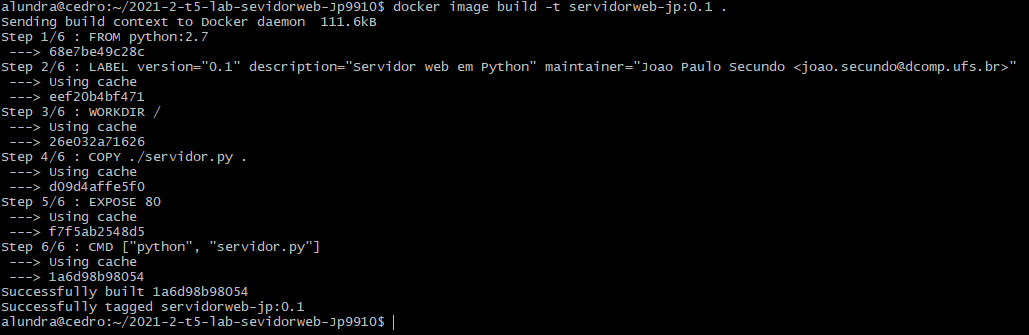 alundra@cedro:~/2021-2-t5-lab-sevidorweb-Jp9910$ docker image build -t servidorweb-jp:0.1 .
Sending build context to Docker daemon  111.6kB
Step 1/6 : FROM python:2.7
 ---> 68e7be49c28c
Step 2/6 : LABEL version="0.1" description="Servidor web em Python" maintainer="Joao Paulo Secundo <joao.secundo@dcomp.ufs.br>"
 ---> Using cache
 ---> eef20b4bf471
Step 3/6 : WORKDIR /
 ---> Using cache
 ---> 26e032a71626
Step 4/6 : COPY ./servidor.py .
 ---> Using cache
 ---> d09d4affe5f0
Step 5/6 : EXPOSE 80
 ---> Using cache
 ---> f7f5ab2548d5
Step 6/6 : CMD ["python", "servidor.py"]
 ---> Using cache
 ---> 1a6d98b98054
Successfully built 1a6d98b98054
Successfully tagged servidorweb-jp:0.1
alundra@cedro:~/2021-2-t5-lab-sevidorweb-Jp9910$